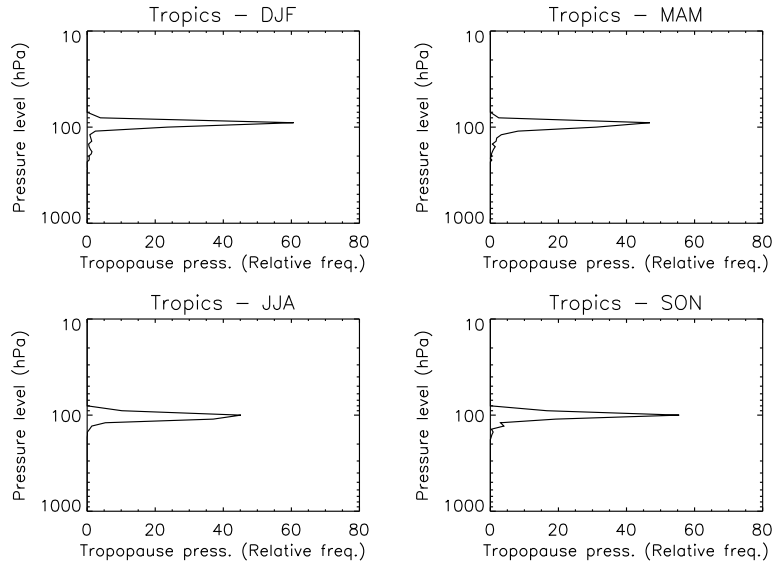 Tropics − DJF
10
100
1000
Pressure level (hPa)
0 20 40 60 80
Tropopause press. (Relative freq.)
Tropics − MAM
10
100
1000
Pressure level (hPa)
0 20 40 60 80
Tropopause press. (Relative freq.)
Tropics − JJA
10
100
1000
Pressure level (hPa)
0 20 40 60 80
Tropopause press. (Relative freq.)
Tropics − SON
10
100
1000
Pressure level (hPa)
0 20 40 60 80
Tropopause press. (Relative freq.)